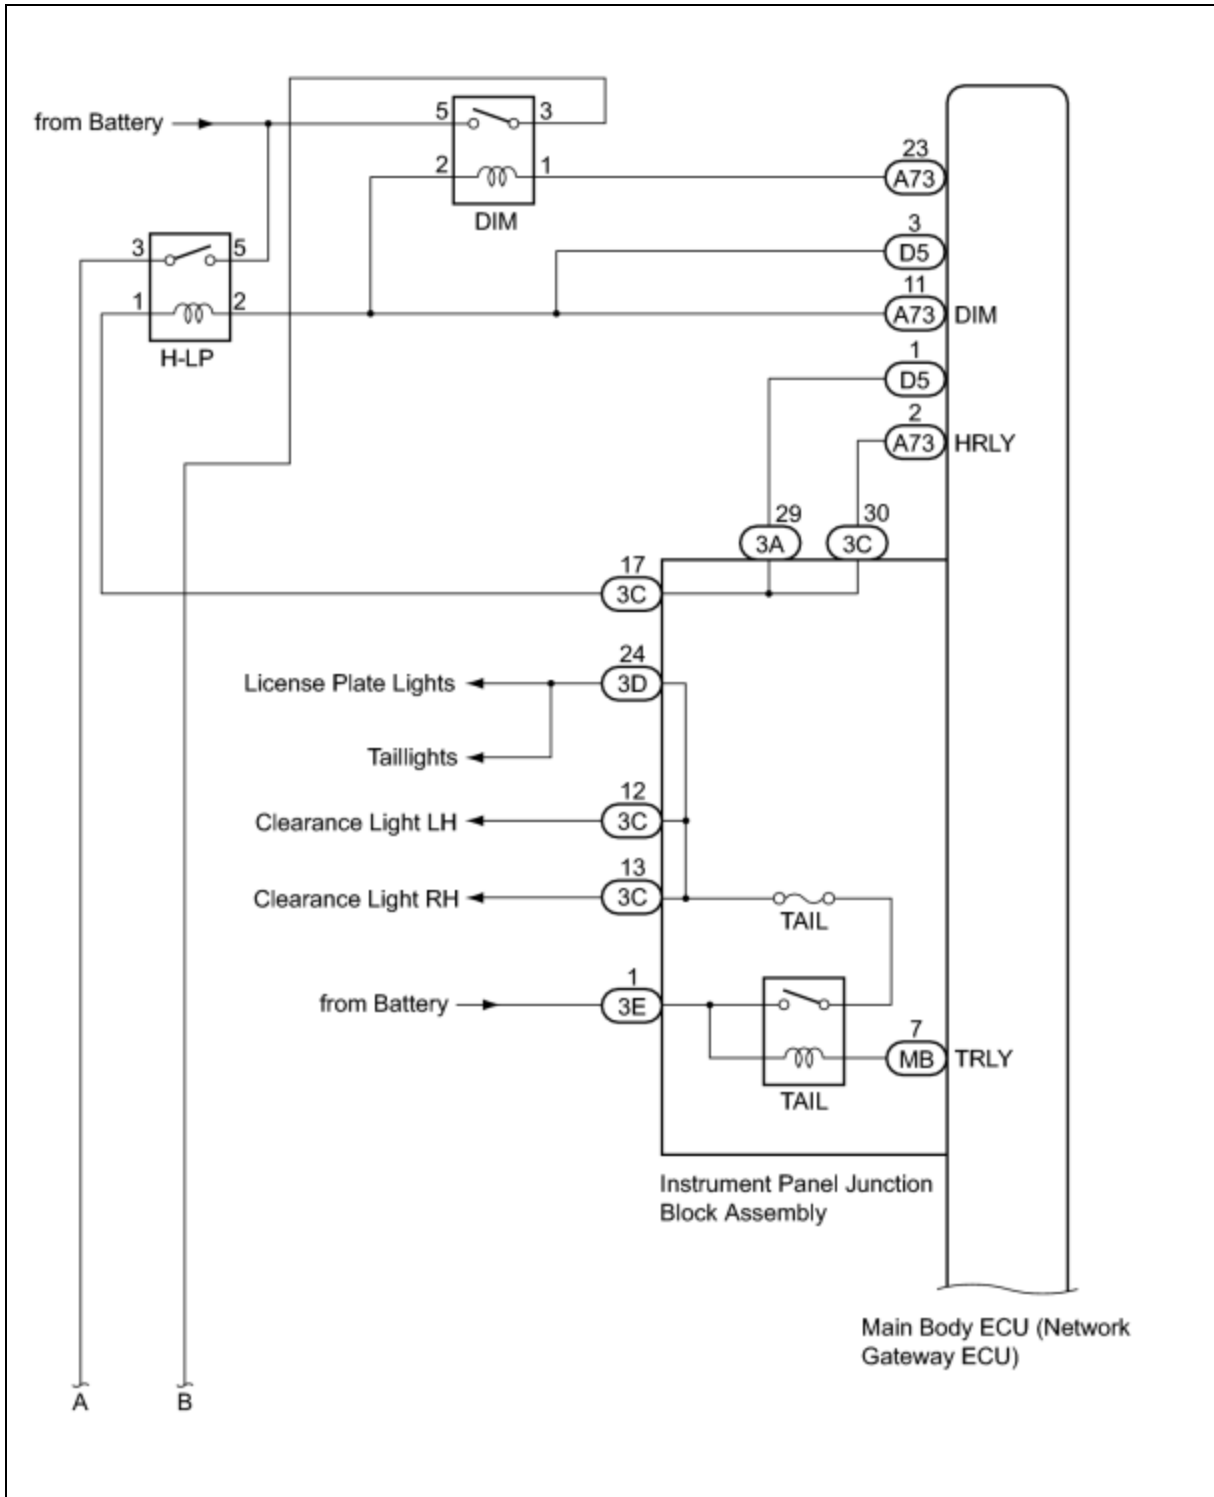 from Battery
5
3
2
1
DIM
23
A73
3
D5
11
A73
DIM
3
5
1
2
H-LP
1
D5
2
A73
HRLY
29
3A
30
3C
17
3C
24
License Plate Lights
3D
Taillights
12
Clearance Light LH
3C
13
Clearance Light RH
3C
TAIL
1
from Battery
3E
7
MB
TRLY
TAIL
Instrument Panel Junction
Block Assembly
Main Body ECU (Network
Gateway ECU)
A
B